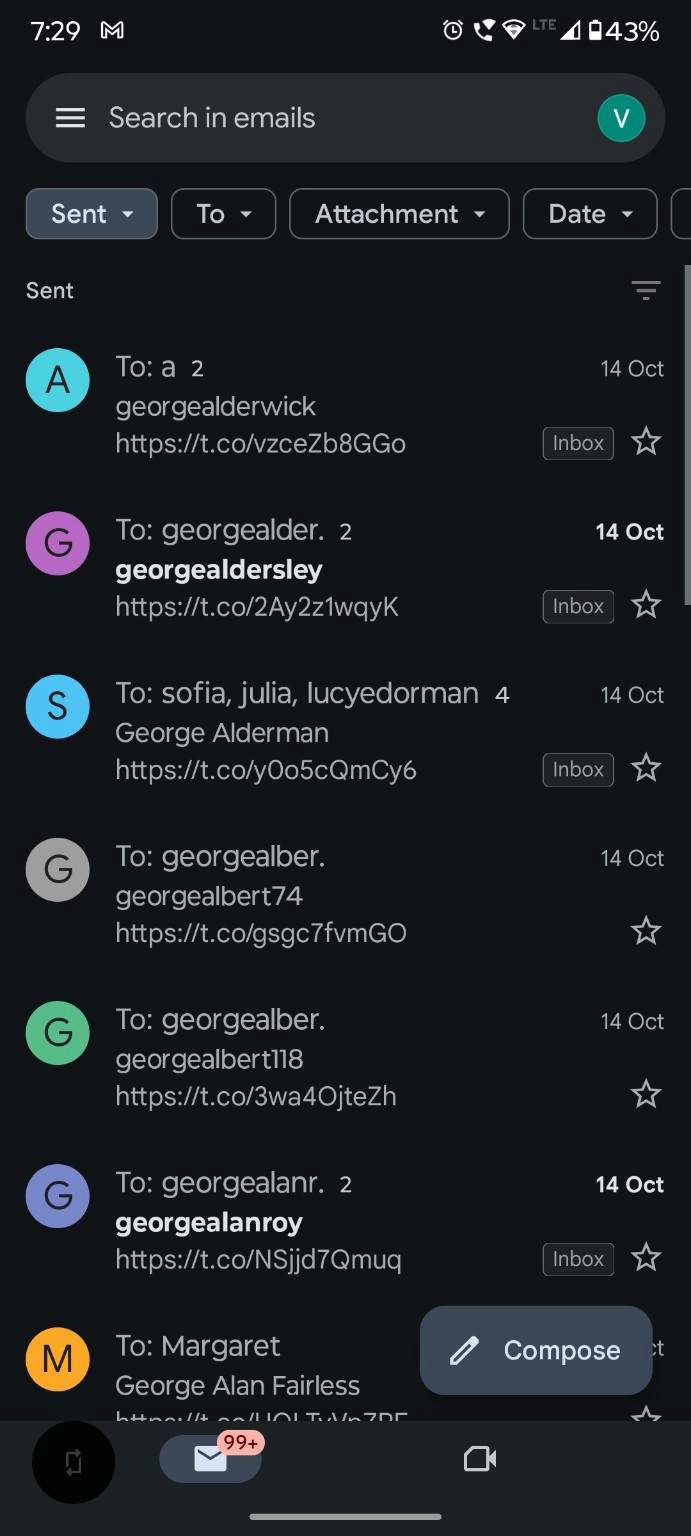 7:29
LTE 43%
Search in emails
V
Sent To Attachment Date
Sent
A
To: a 2
14 Oct
georgealderwick
https://t.co/vzceZb8GGo
Inbox
G
To: georgealder. 2
14 Oct
georgealdersley
https://t.co/2Ay2z1wqyK
Inbox
S
To: sofia, julia, lucyedorman 4
14 Oct
George Alderman
https://t.co/y0o5cQmCy6
Inbox
G
To: georgealber.
14 Oct
georgealbert74
https://t.co/gsgc7fvmGO
G
To: georgealber.
14 Oct
georgealbert118
https://t.co/3wa4OjteZh
G
To: georgealanr. 2
14 Oct
georgealanroy
https://t.co/NSjjd7Qmuq
Inbox
M
To: Margaret
George Alan Fairless
Compose
99+